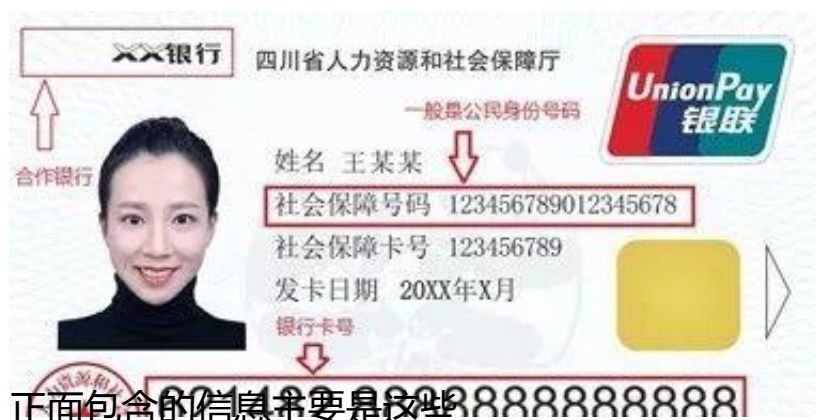 XX银行
四川省人力资源和社会保障厅
UnionPay
银联
一般是公民身份号码
合作银行
姓名 王某某
社会保障号码 123456789012345678
社会保障卡号 123456789
发卡日期 20XX年X月
银行卡号
正面包含的信息主要是这些